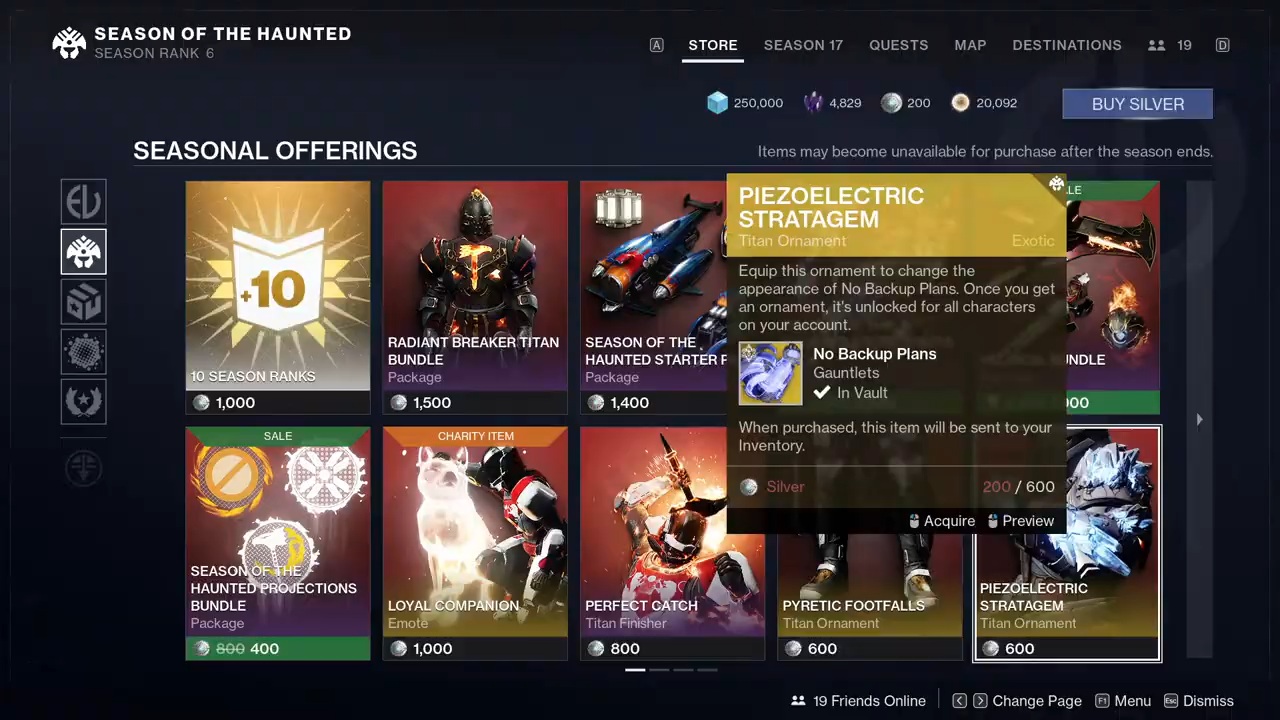 SEASON OF THE HAUNTED
SEASON RANK 6
A
STORE
SEASON 17
QUESTS
MAP
DESTINATIONS
19
D
250,000
4,829
200
20,092
BUY SILVER
SEASONAL OFFERINGS
Items may become unavailable for purchase after the season ends.
+10
10 SEASON RANKS
1,000
RADIANT BREAKER TITAN
BUNDLE
Package
1,500
SEASON OF THE
HAUNTED STARTER P
Package
1,400
PIEZOELECTRIC
STRATAGEM
Titan Ornament
Exotic
Equip this ornament to change the
appearance of No Backup Plans. Once you get
an ornament, it's unlocked for all characters
on your account.
No Backup Plans
Gauntlets
In Vault
When purchased, this item will be sent to your
Inventory.
Silver
200 / 600
Acquire
Preview
LE
UNDLE
00
SALE
SEASON OF THE
HAUNTED PROJECTIONS
BUNDLE
Package
800 400
CHARITY ITEM
LOYAL COMPANION
Emote
1,000
PERFECT CATCH
Titan Finisher
800
PYRETIC FOOTFALLS
Titan Ornament
600
PIEZOELECTRIC
STRATAGEM
Titan Ornament
600
19 Friends Online
< > Change Page
F1 Menu
Esc Dismiss